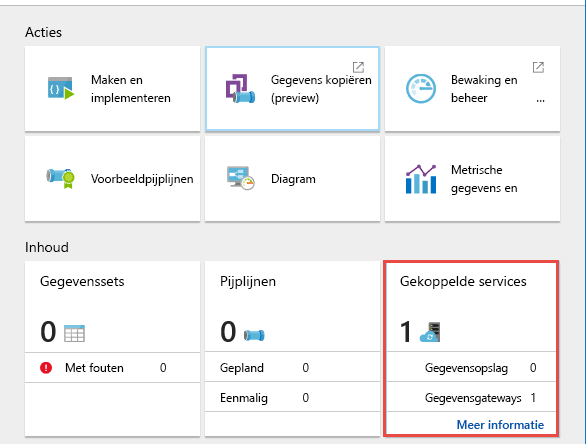 Acties
Maken en
implementeren
Gegevens kopiëren
(preview)
Bewaking en
beheer ...
Voorbeeldpijplijnen
Diagram
Metrische
gegevens en
Inhoud
Gegevenssets
0
Met fouten 0
Pijplijnen
0
Gepland 0
Eenmalig 0
Gekoppelde services
1
Gegevensopslag 0
Gegevensgateways 1
Meer informatie